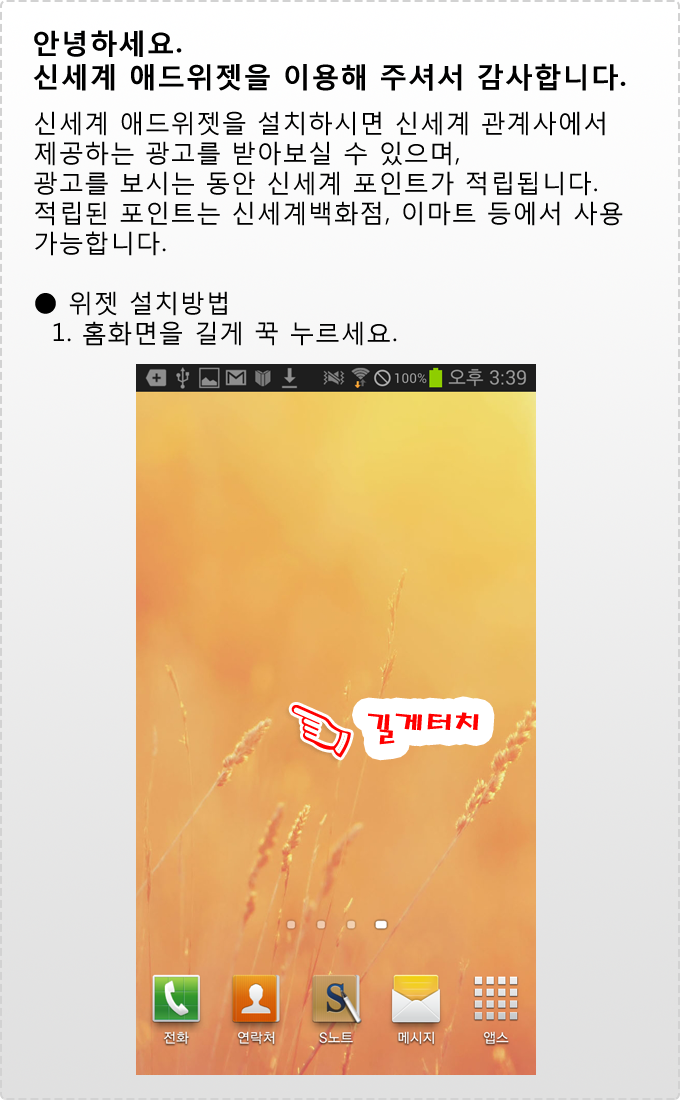 안녕하세요.
신세계 애드위젯을 이용해 주셔서 감사합니다.
신세계 애드위젯을 설치하시면 신세계 관계사에서
제공하는 광고를 받아보실 수 있으며,
광고를 보시는 동안 신세계 포인트가 적립됩니다.
적립된 포인트는 신세계백화점, 이마트 등에서 사용
가능합니다.
● 위젯 설치방법
1. 홈화면을 길게 꾹 누르세요.
100% 오후 3:39
길게터치
S
전화 연락처 S노트 메시지 앱스